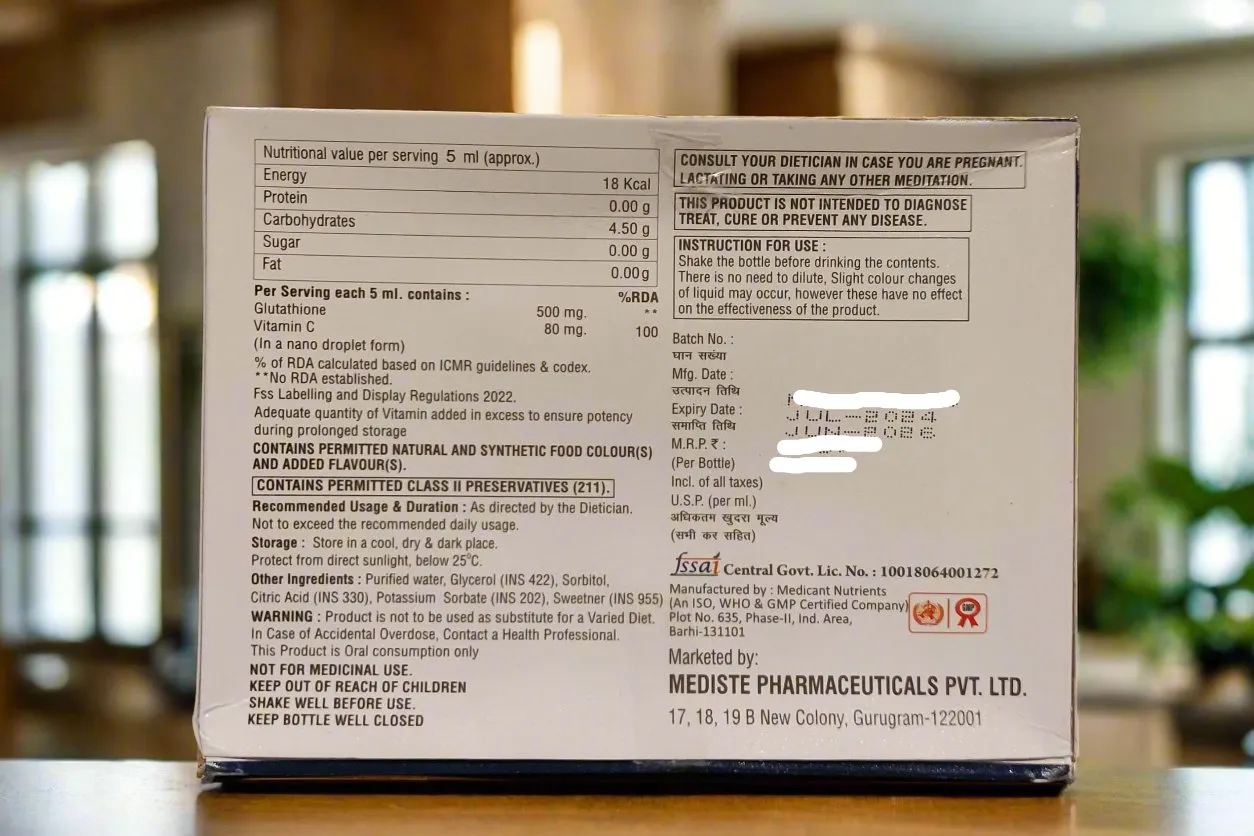 Nutritional value per serving 5 ml (approx.)
Energy 18 Kcal
Protein 0.00 g
Carbohydrates 4.50 g
Sugar 0.00 g
Fat 0.00 g
Per Serving each 5 ml. contains : %RDA
Glutathione 500 mg. **
Vitamin C 80 mg. 100
(In a nano droplet form)
% of RDA calculated based on ICMR guidelines & codex.
**No RDA established.
Fss Labelling and Display Regulations 2022.
Adequate quantity of Vitamin added in excess to ensure potency
during prolonged storage
CONTAINS PERMITTED NATURAL AND SYNTHETIC FOOD COLOUR(S)
AND ADDED FLAVOUR(S).
CONTAINS PERMITTED CLASS II PRESERVATIVES (211).
Recommended Usage & Duration : As directed by the Dietician.
Not to exceed the recommended daily usage.
Storage : Store in a cool, dry & dark place.
Protect from direct sunlight, below 25°C.
Other Ingredients : Purified water, Glycerol (INS 422), Sorbitol,
Citric Acid (INS 330), Potassium Sorbate (INS 202), Sweetner (INS 955)
WARNING : Product is not to be used as substitute for a Varied Diet.
In Case of Accidental Overdose, Contact a Health Professional.
This Product is Oral consumption only
NOT FOR MEDICINAL USE.
KEEP OUT OF REACH OF CHILDREN
SHAKE WELL BEFORE USE.
KEEP BOTTLE WELL CLOSED
CONSULT YOUR DIETICIAN IN CASE YOU ARE PREGNANT.
LACTATING OR TAKING ANY OTHER MEDITATION.
THIS PRODUCT IS NOT INTENDED TO DIAGNOSE
TREAT, CURE OR PREVENT ANY DISEASE.
INSTRUCTION FOR USE :
Shake the bottle before drinking the contents.
There is no need to dilute, Slight colour changes
of liquid may occur, however these have no effect
on the effectiveness of the product.
Batch No. :
घान सख्या
Mfg. Date :
उत्पादन तिथि
JUL-2024
Expiry Date :
समाप्ति तिथि
JUN-2026
M.R.P. ₹ :
(Per Bottle)
Incl. of all taxes)
U.S.P. (per ml.)
अधिकतम खुदरा मूल्य
(सभी कर सहित)
fssai Central Govt. Lic. No. : 10018064001272
Manufactured by : Medicant Nutrients
(An ISO, WHO & GMP Certified Company)
GMP
Plot No. 635, Phase-II, Ind. Area,
Barhi-131101
Marketed by:
MEDISTE PHARMACEUTICALS PVT. LTD.
17, 18, 19 B New Colony, Gurugram-122001